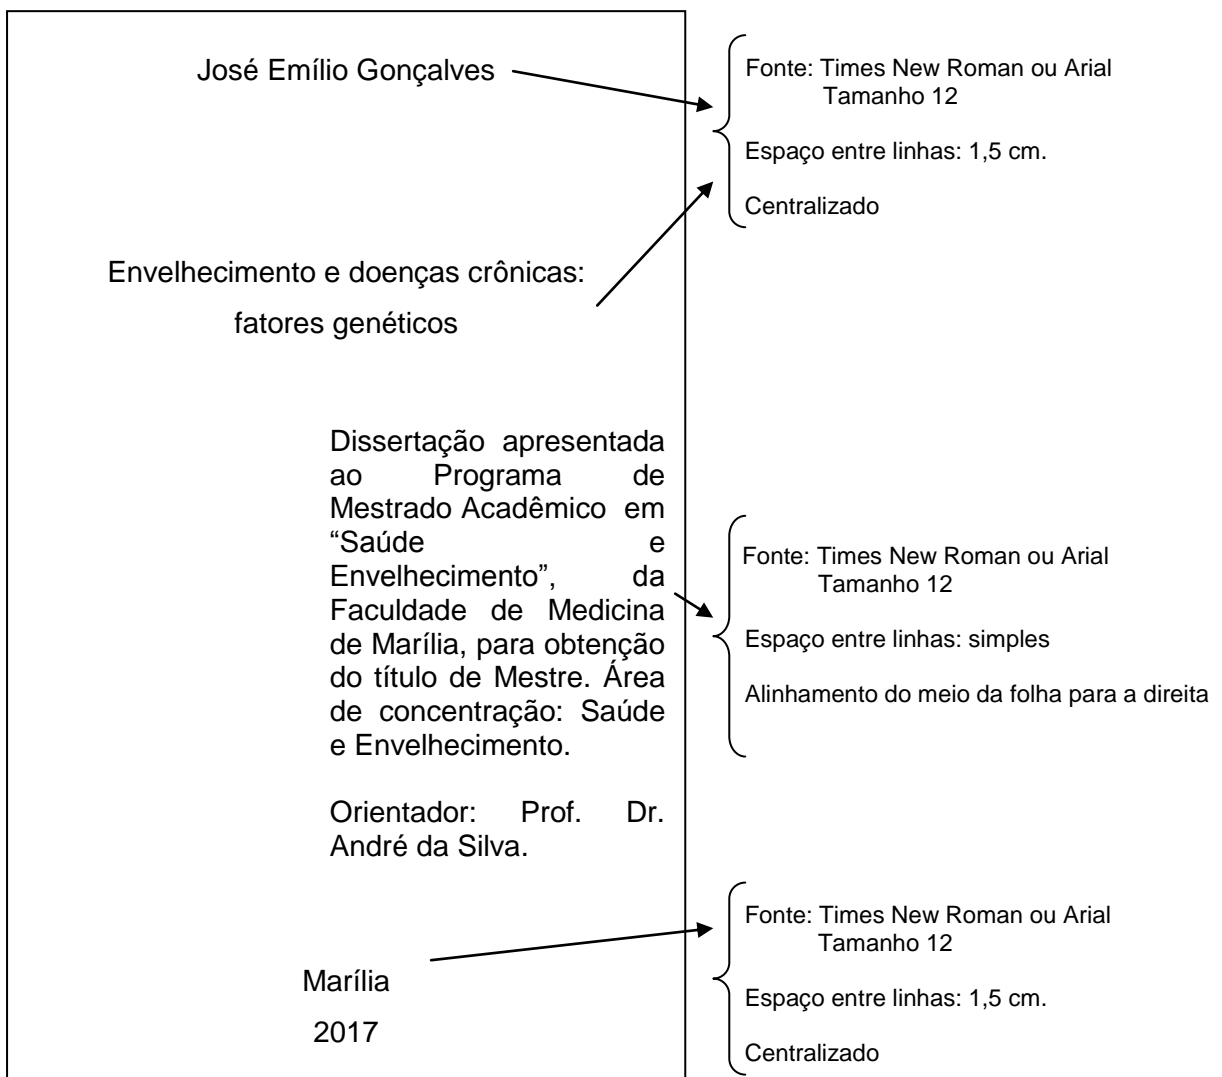 José Emílio Gonçalves
Fonte: Times New Roman ou Arial
Tamanho 12
Espaço entre linhas: 1,5 cm.
Centralizado
Envelhecimento e doenças crônicas:
fatores genéticos
Dissertação apresentada
ao Programa de
Mestrado Acadêmico em
“Saúde e
Envelhecimento”, da
Faculdade de Medicina
de Marília, para obtenção
do título de Mestre. Área
de concentração: Saúde
e Envelhecimento.
Orientador: Prof. Dr.
André da Silva.
Fonte: Times New Roman ou Arial
Tamanho 12
Espaço entre linhas: simples
Alinhamento do meio da folha para a direita
Marília
2017
Fonte: Times New Roman ou Arial
Tamanho 12
Espaço entre linhas: 1,5 cm.
Centralizado